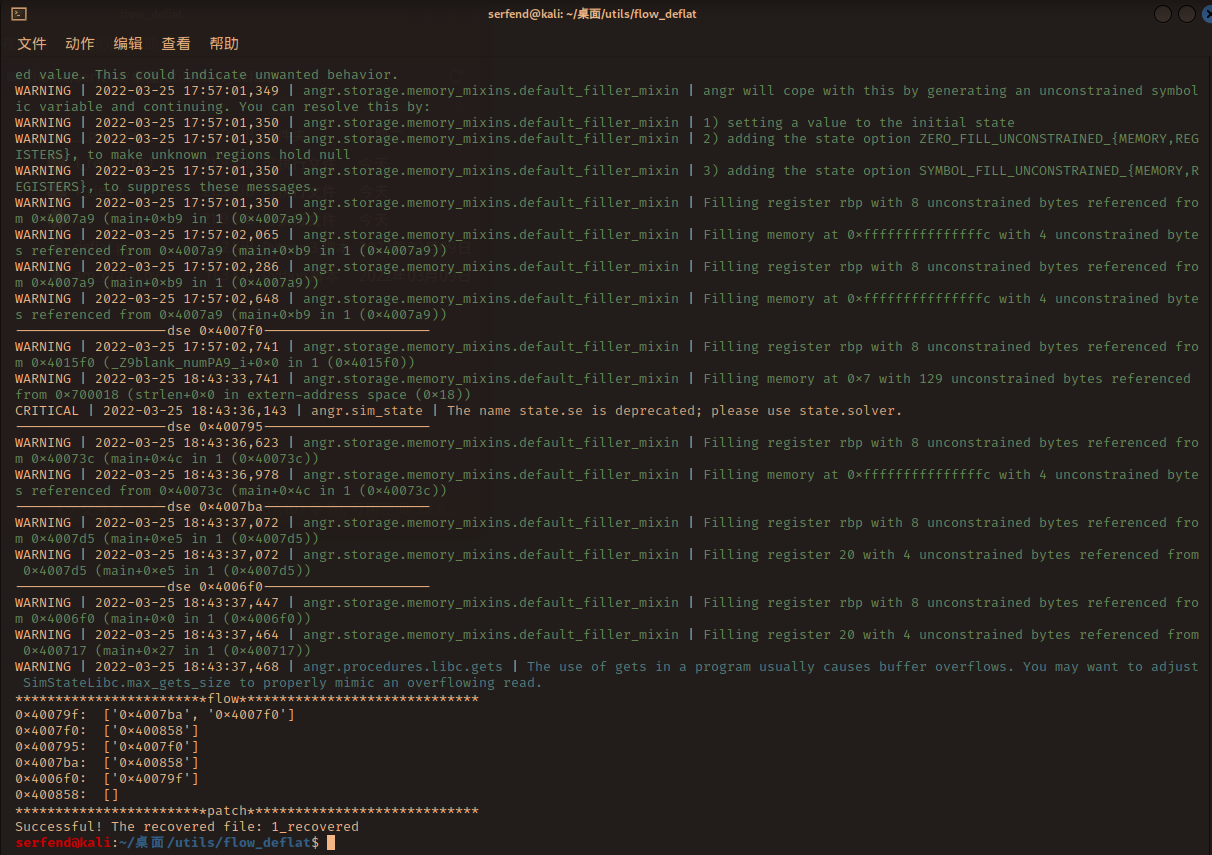 serfend@kali: ~/桌面/utils/flow_deflat
文件 动作 编辑 查看 帮助
ed value. This could indicate unwanted behavior.
WARNING | 2022-03-25 17:57:01,349 | angr.storage.memory_mixins.default_filler_mixin | angr will cope with this by generating an unconstrained symbol
ic variable and continuing. You can resolve this by:
WARNING | 2022-03-25 17:57:01,350 | angr.storage.memory_mixins.default_filler_mixin | 1) setting a value to the initial state
WARNING | 2022-03-25 17:57:01,350 | angr.storage.memory_mixins.default_filler_mixin | 2) adding the state option ZERO_FILL_UNCONSTRAINED_{MEMORY,REG
ISTERS}, to make unknown regions hold null
WARNING | 2022-03-25 17:57:01,350 | angr.storage.memory_mixins.default_filler_mixin | 3) adding the state option SYMBOL_FILL_UNCONSTRAINED_{MEMORY,R
EGISTERS}, to suppress these messages.
WARNING | 2022-03-25 17:57:01,350 | angr.storage.memory_mixins.default_filler_mixin | Filling register rbp with 8 unconstrained bytes referenced fro
m 0×4007a9 (main+0×b9 in 1 (0×4007a9))
WARNING | 2022-03-25 17:57:02,065 | angr.storage.memory_mixins.default_filler_mixin | Filling memory at 0×fffffffffffffffc with 4 unconstrained byte
s referenced from 0×4007a9 (main+0×b9 in 1 (0×4007a9))
WARNING | 2022-03-25 17:57:02,286 | angr.storage.memory_mixins.default_filler_mixin | Filling register rbp with 8 unconstrained bytes referenced fro
m 0×4007a9 (main+0×b9 in 1 (0×4007a9))
WARNING | 2022-03-25 17:57:02,648 | angr.storage.memory_mixins.default_filler_mixin | Filling memory at 0×fffffffffffffffc with 4 unconstrained byte
s referenced from 0×4007a9 (main+0×b9 in 1 (0×4007a9))
-------------------dse 0×4007f0---------------------
WARNING | 2022-03-25 17:57:02,741 | angr.storage.memory_mixins.default_filler_mixin | Filling register rbp with 8 unconstrained bytes referenced fro
m 0×4015f0 (_Z9blank_numPA9_i+0×0 in 1 (0×4015f0))
WARNING | 2022-03-25 18:43:33,741 | angr.storage.memory_mixins.default_filler_mixin | Filling memory at 0×7 with 129 unconstrained bytes referenced
from 0×700018 (strlen+0×0 in extern-address space (0×18))
CRITICAL | 2022-03-25 18:43:36,143 | angr.sim_state | The name state.se is deprecated; please use state.solver.
-------------------dse 0×400795---------------------
WARNING | 2022-03-25 18:43:36,623 | angr.storage.memory_mixins.default_filler_mixin | Filling register rbp with 8 unconstrained bytes referenced fro
m 0×40073c (main+0×4c in 1 (0×40073c))
WARNING | 2022-03-25 18:43:36,978 | angr.storage.memory_mixins.default_filler_mixin | Filling memory at 0×fffffffffffffffc with 4 unconstrained byte
s referenced from 0×40073c (main+0×4c in 1 (0×40073c))
-------------------dse 0×4007ba---------------------
WARNING | 2022-03-25 18:43:37,072 | angr.storage.memory_mixins.default_filler_mixin | Filling register rbp with 8 unconstrained bytes referenced fro
m 0×4007d5 (main+0×e5 in 1 (0×4007d5))
WARNING | 2022-03-25 18:43:37,072 | angr.storage.memory_mixins.default_filler_mixin | Filling register 20 with 4 unconstrained bytes referenced from
0×4007d5 (main+0×e5 in 1 (0×4007d5))
-------------------dse 0×4006f0---------------------
WARNING | 2022-03-25 18:43:37,447 | angr.storage.memory_mixins.default_filler_mixin | Filling register rbp with 8 unconstrained bytes referenced fro
m 0×4006f0 (main+0×0 in 1 (0×4006f0))
WARNING | 2022-03-25 18:43:37,464 | angr.storage.memory_mixins.default_filler_mixin | Filling register 20 with 4 unconstrained bytes referenced from
0×400717 (main+0×27 in 1 (0×400717))
WARNING | 2022-03-25 18:43:37,468 | angr.procedures.libc.gets | The use of gets in a program usually causes buffer overflows. You may want to adjust
SimStateLibc.max_gets_size to properly mimic an overflowing read.
************************flow*****************************
0×40079f:  ['0×4007ba', '0×4007f0']
0×4007f0:  ['0×400858']
0×400795:  ['0×4007f0']
0×4007ba:  ['0×400858']
0×4006f0:  ['0×40079f']
0×400858:  []
************************patch*****************************
Successful! The recovered file: 1_recovered
serfend@kali:~/桌面/utils/flow_deflat$